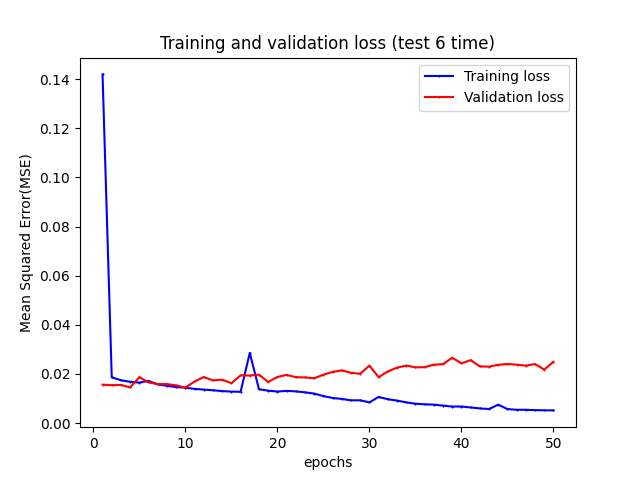 Training and validation loss (test 6 time)
Training loss
Validation loss
Mean Squared Error(MSE)
0.14
0.12
0.10
0.08
0.06
0.04
0.02
0.00
0 10 20 30 40 50
epochs